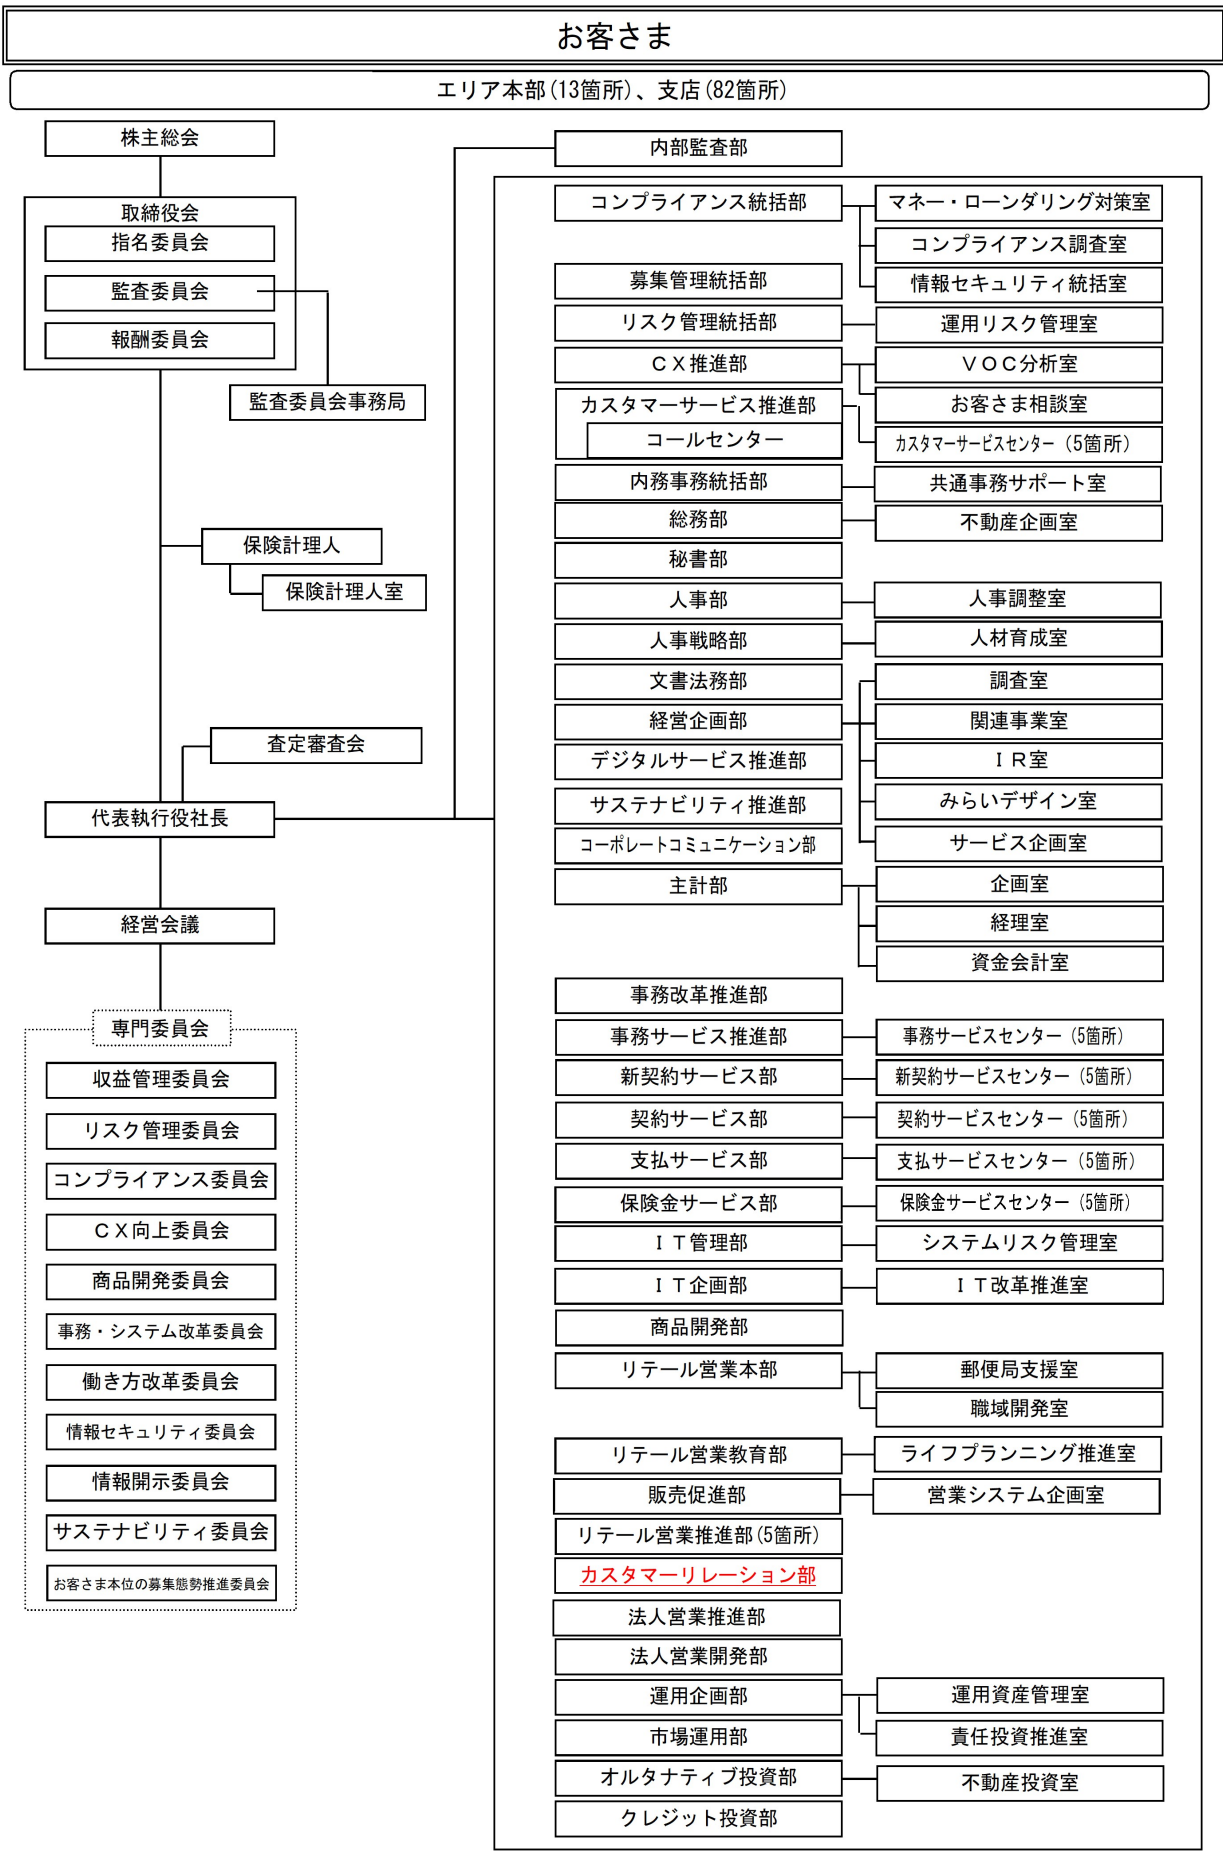 お客さま
エリア本部(13箇所)、支店(82箇所)
株主総会
取締役会
指名委員会
監査委員会
報酬委員会
監査委員会事務局
保険計理人
保険計理人室
査定審査会
代表執行役社長
経営会議
専門委員会
収益管理委員会
リスク管理委員会
コンプライアンス委員会
ＣＸ向上委員会
商品開発委員会
事務・システム改革委員会
働き方改革委員会
情報セキュリティ委員会
情報開示委員会
サステナビリティ委員会
お客さま本位の募集態勢推進委員会
内部監査部
コンプライアンス統括部
マネー・ローンダリング対策室
コンプライアンス調査室
情報セキュリティ統括室
募集管理統括部
リスク管理統括部
運用リスク管理室
ＣＸ推進部
ＶＯＣ分析室
お客さま相談室
カスタマーサービス推進部
コールセンター
カスタマーサービスセンター（5箇所）
内務事務統括部
共通事務サポート室
総務部
不動産企画室
秘書部
人事部
人事調整室
人事戦略部
人材育成室
文書法務部
経営企画部
調査室
関連事業室
ＩＲ室
みらいデザイン室
サービス企画室
デジタルサービス推進部
サステナビリティ推進部
コーポレートコミュニケーション部
主計部
企画室
経理室
資金会計室
事務改革推進部
事務サービス推進部
事務サービスセンター（5箇所）
新契約サービス部
新契約サービスセンター（5箇所）
契約サービス部
契約サービスセンター（5箇所）
支払サービス部
支払サービスセンター（5箇所）
保険金サービス部
保険金サービスセンター（5箇所）
ＩＴ管理部
システムリスク管理室
ＩＴ企画部
ＩＴ改革推進室
商品開発部
リテール営業本部
郵便局支援室
職域開発室
リテール営業教育部
ライフプランニング推進室
販売促進部
営業システム企画室
リテール営業推進部(5箇所)
カスタマーリレーション部
法人営業推進部
法人営業開発部
運用企画部
運用資産管理室
責任投資推進室
市場運用部
オルタナティブ投資部
不動産投資室
クレジット投資部